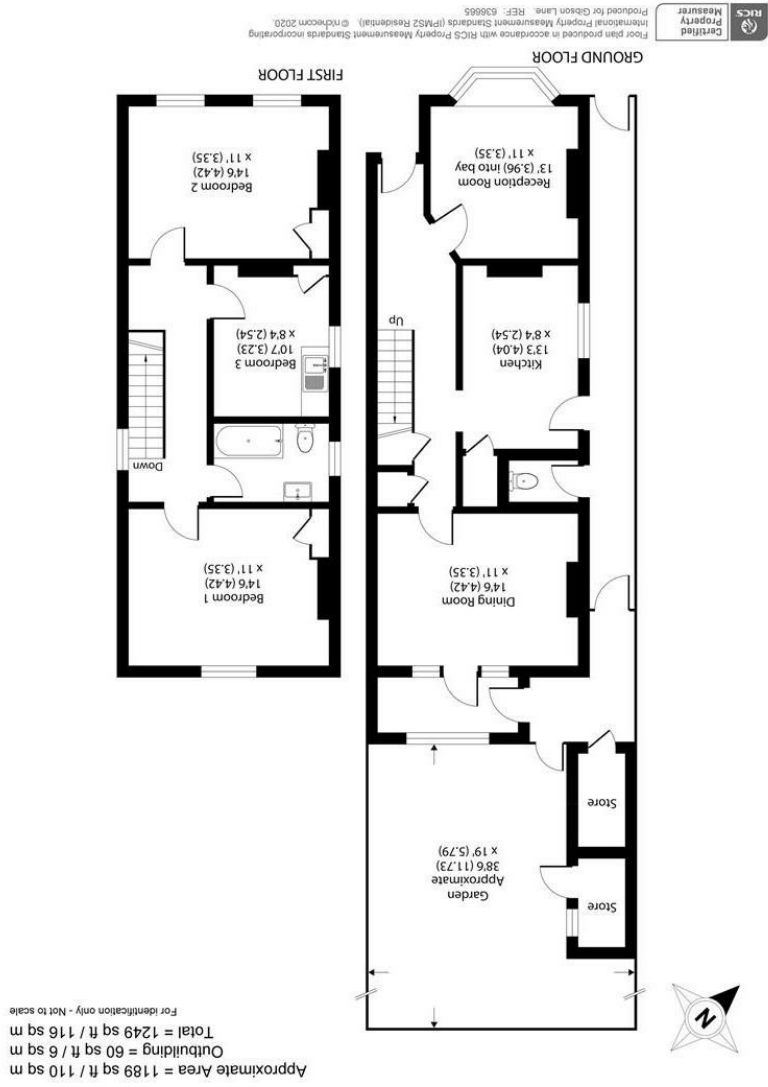 Approximate Area = 1189 sq ft / 110 sq m
Outbuilding = 60 sq ft / 6 sq m
Total = 1249 sq ft / 116 sq m
For identification only - Not to scale
N
Store
Garden
Approximate
38'6 (11.73)
x 19' (5.79)
Store
Dining Room
14'6 (4.42)
x 11' (3.35)
Kitchen
13'3 (4.04)
x 8'4 (2.54)
Up
Reception Room
13' (3.96) into bay
x 11' (3.35)
GROUND FLOOR
Bedroom 1
14'6 (4.42)
x 11' (3.35)
Down
Bedroom 3
10'7 (3.23)
x 8'4 (2.54)
Bedroom 2
14'6 (4.42)
x 11' (3.35)
FIRST FLOOR
RICS
Certified
Property
Measurer
Floor plan produced in accordance with RICS Property Measurement Standards incorporating
International Property Measurement Standards (IPMS2 Residential). ©nichecom 2020.
Produced for Gibson Lane. REF: 636665